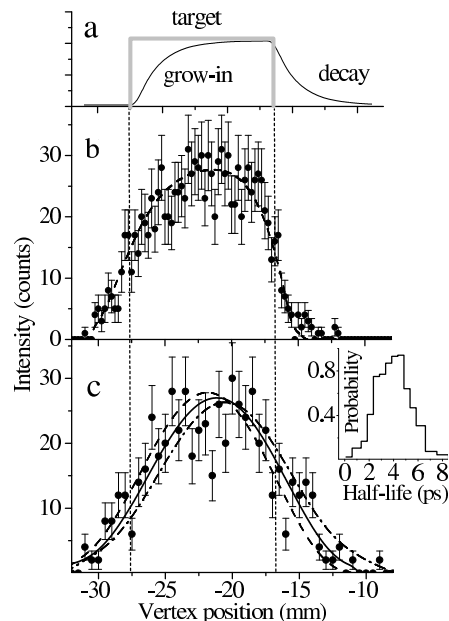 a
target
grow-in
decay
b
30
20
10
0
Intensity (counts)
c
30
20
10
0.8
0.4
Probability
0 2 4 6 8
Half-life (ps)
-30 -25 -20 -15 -10
Vertex position (mm)